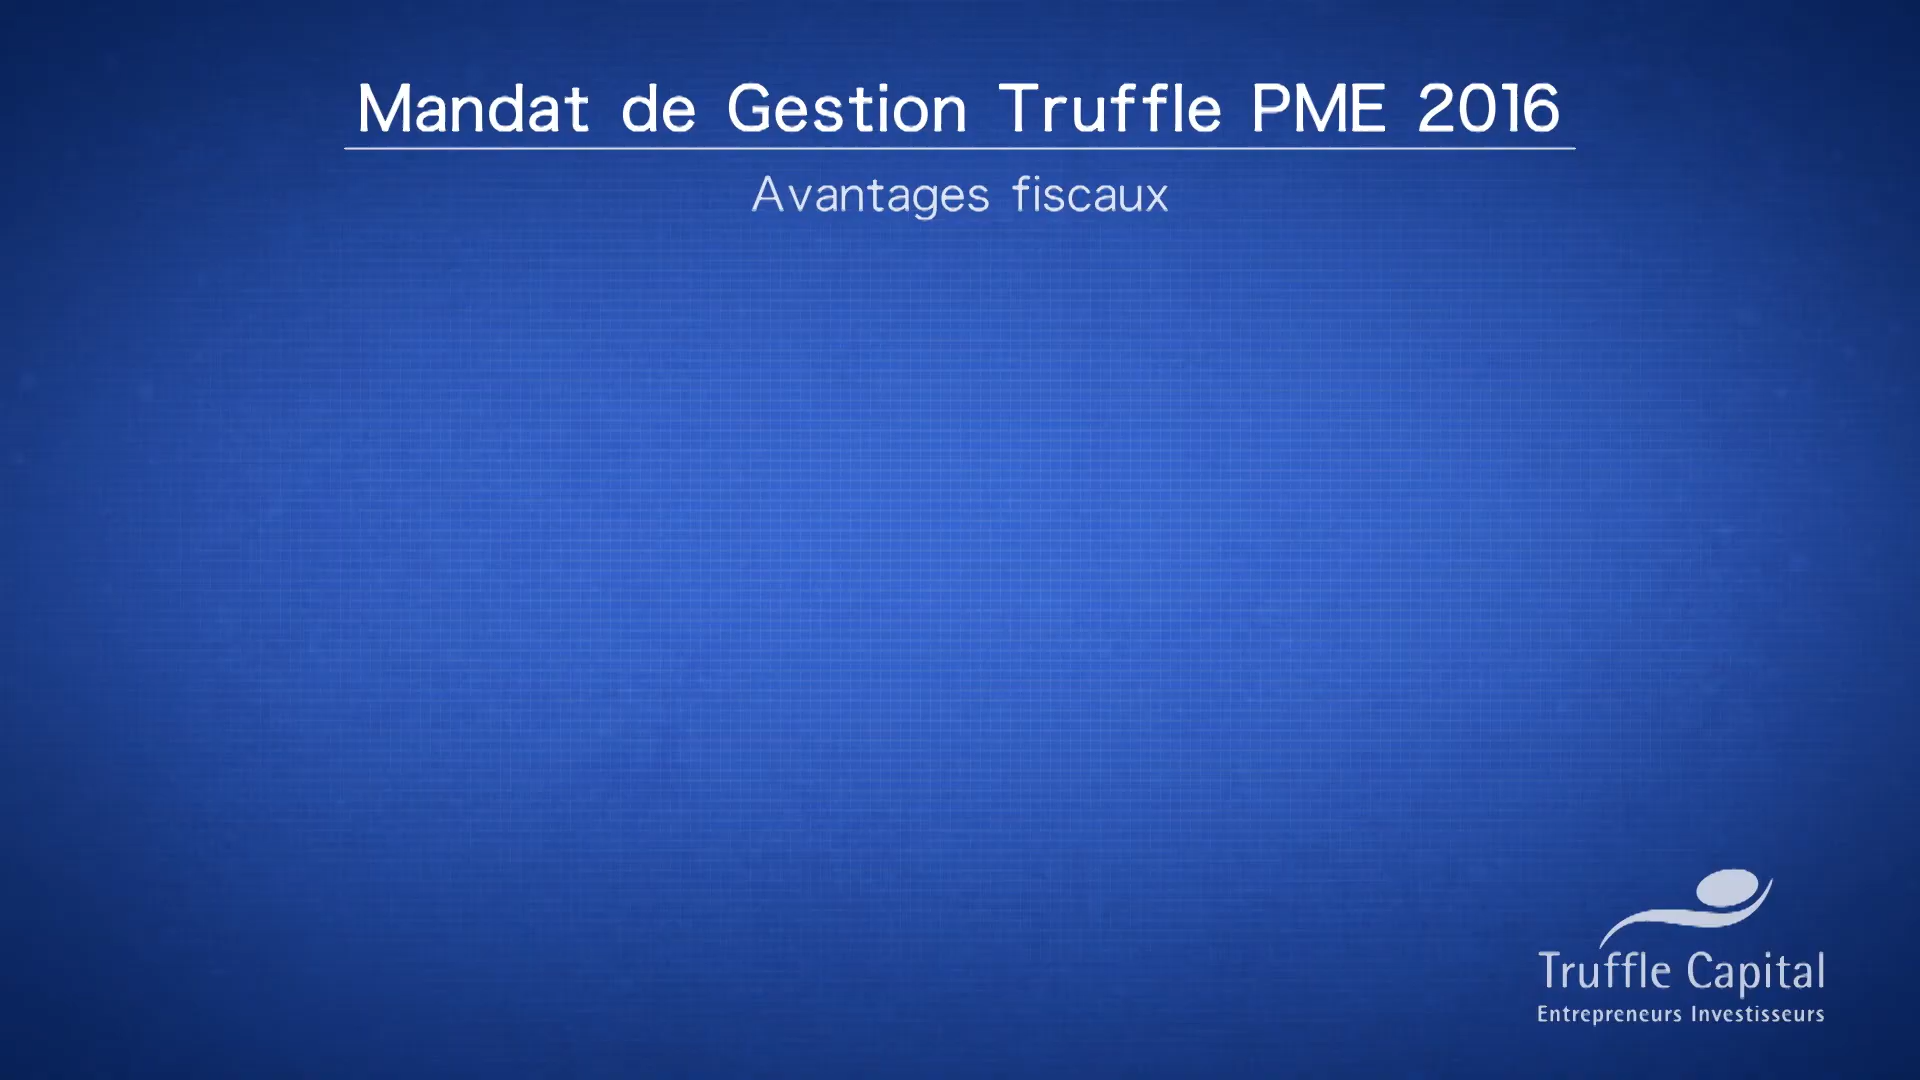 Mandat de Gestion Truffle PME 2016
Avantages fiscaux
Truffle Capital
Entrepreneurs Investisseurs